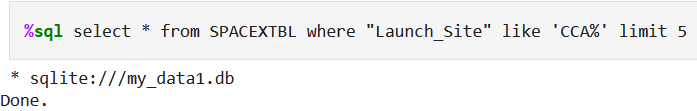 %sql select * from SPACEXTBL where "Launch_Site" like 'CCA%' limit 5
* sqlite:///my_data1.db
Done.